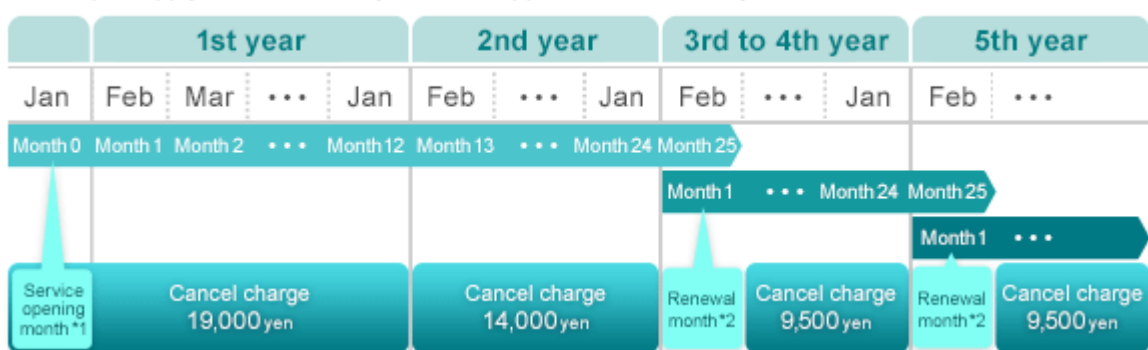 1st year 2nd year 3rd to 4th year 5th year
Jan Feb Mar ••• Jan Feb ••• Jan Feb ••• Jan Feb •••
Month 0 Month 1 Month 2 ••• Month 12 Month 13 ••• Month 24 Month 25
Month 1 ••• Month 24 Month 25
Month 1 •••
Service
opening
month *1
Cancel charge
19,000 yen
Cancel charge
14,000 yen
Renewal
month*2
Cancel charge
9,500 yen
Renewal
month*2
Cancel charge
9,500 yen